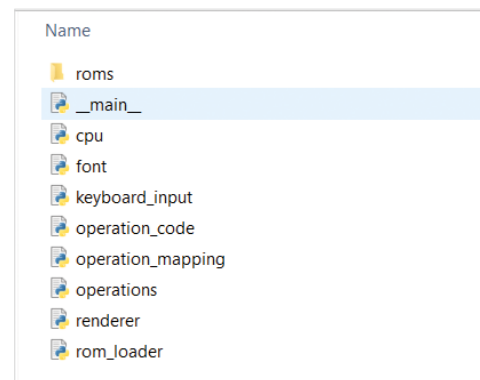 Name
roms
__main__
cpu
font
keyboard_input
operation_code
operation_mapping
operations
renderer
rom_loader